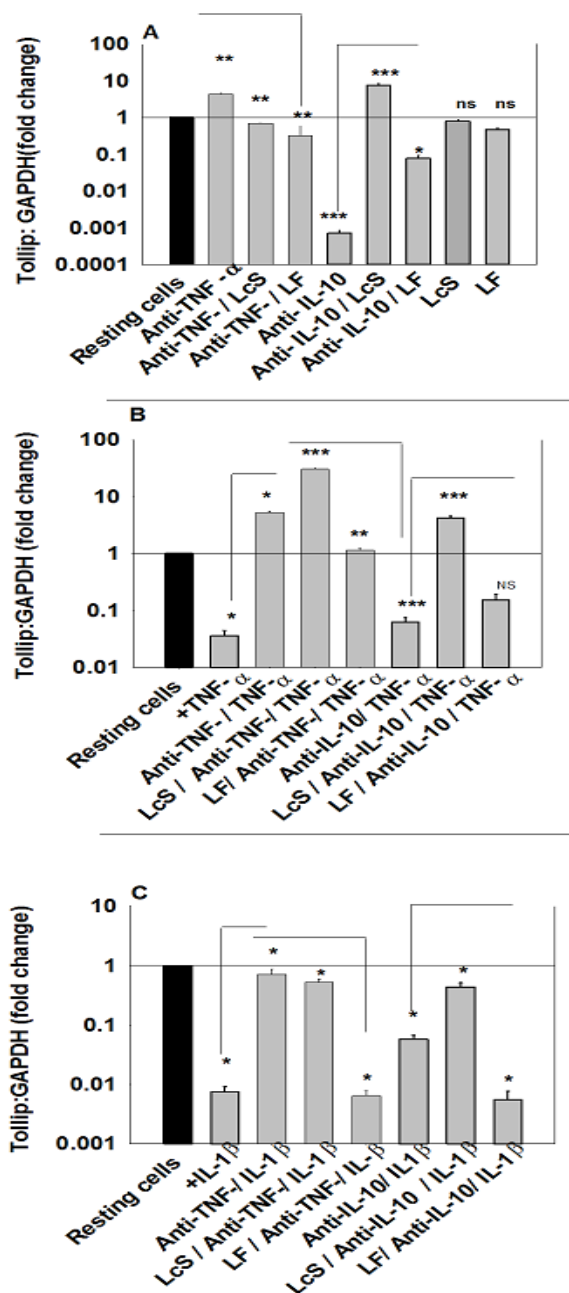 A
Tollip: GAPDH(fold change)
100
10
1
0.1
0.01
0.001
0.0001
**
**
**
***
***
*
ns
ns
Resting cells
Anti-TNF -α
Anti-TNF- / LcS
Anti-TNF- / LF
Anti- IL-10
Anti- IL-10 / LcS
Anti- IL-10 / LF
LcS
LF
B
Tollip:GAPDH (fold change)
100
10
1
0.1
0.01
*
*
***
**
***
***
NS
Resting cells
+TNF-α
Anti-TNF- / TNF-α
LcS / Anti-TNF-/ TNF-α
LF/ Anti-TNF-/ TNF-α
Anti-IL-10/ TNF-α
LcS / Anti-IL-10 / TNF-α
LF / Anti-IL-10 / TNF-α
C
Tollip:GAPDH (fold change)
10
1
0.1
0.01
0.001
*
*
*
*
*
*
*
Resting cells
+IL-1β
Anti-TNF-/ IL-1β
LcS / Anti-TNF-/ IL-1β
LF / Anti-TNF-/ IL-β
Anti-IL-10/ IL1β
LcS / Anti-IL-10 / IL-1β
LF/ Anti-IL-10/ IL-1β